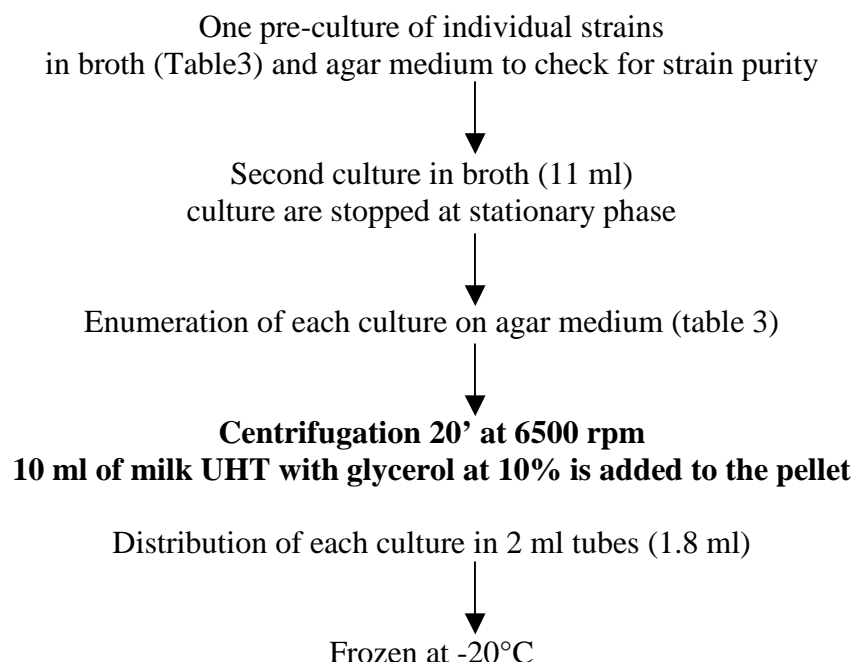 One pre-culture of individual strains
in broth (Table3) and agar medium to check for strain purity
Second culture in broth (11 ml)
culture are stopped at stationary phase
Enumeration of each culture on agar medium (table 3)
Centrifugation 20’ at 6500 rpm
10 ml of milk UHT with glycerol at 10% is added to the pellet
Distribution of each culture in 2 ml tubes (1.8 ml)
Frozen at -20°C